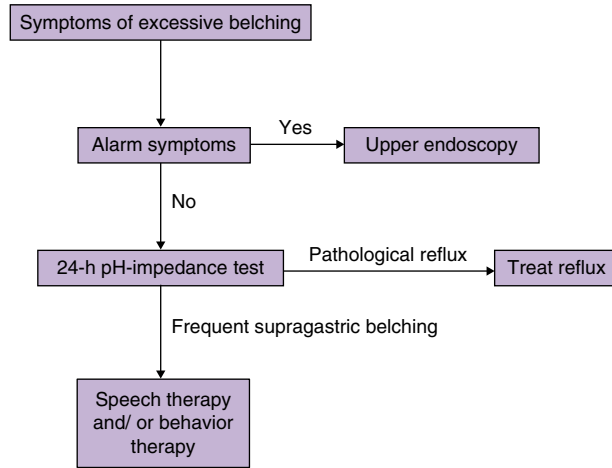 Symptoms of excessive belching
Yes
Alarm symptoms
Upper endoscopy
No
Pathological reflux
24-h pH-impedance test
Treat reflux
Frequent supragastric belching
Speech therapy
and/ or behavior
therapy